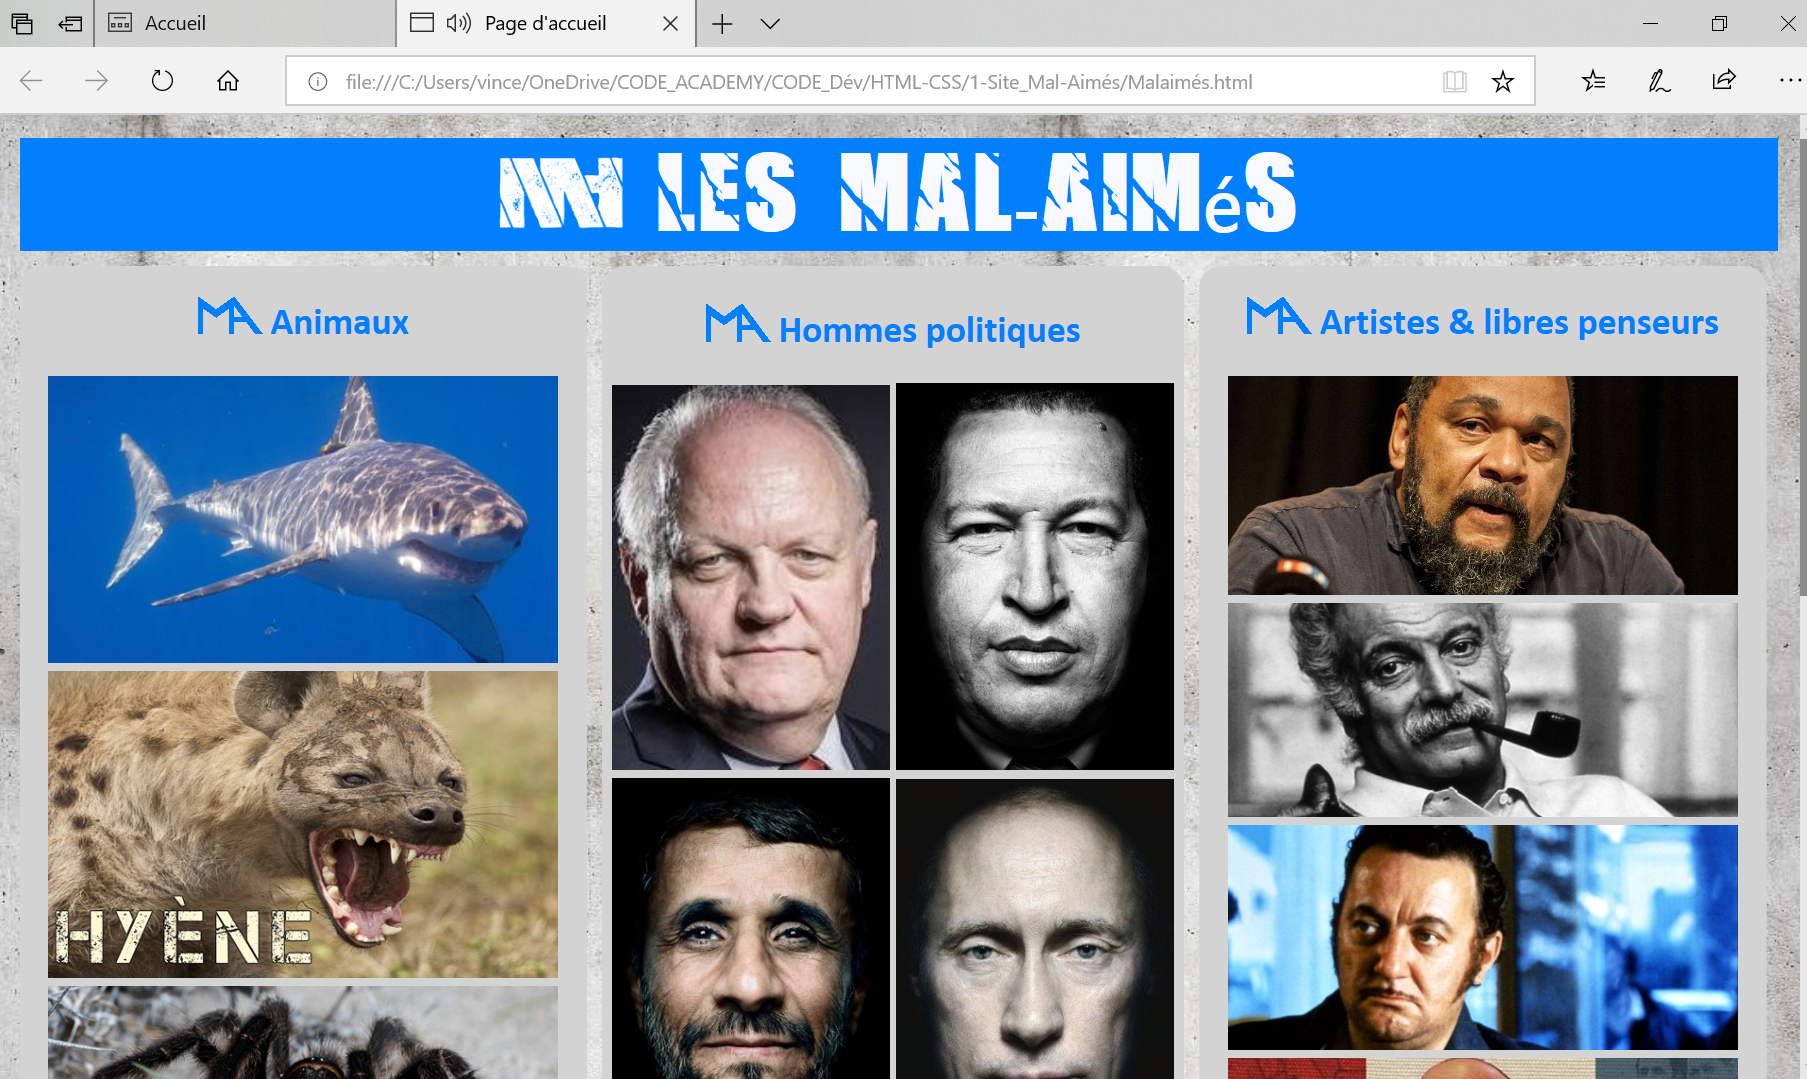 Accueil
Page d'accueil
file:///C:/Users/vince/OneDrive/CODE_ACADEMY/CODE_Dév/HTML-CSS/1-Site_Mal-Aimés/Malaimés.html
MA LES MAL-AIMéS
MA Animaux
MA Hommes politiques
MA Artistes & libres penseurs
HYÈNE